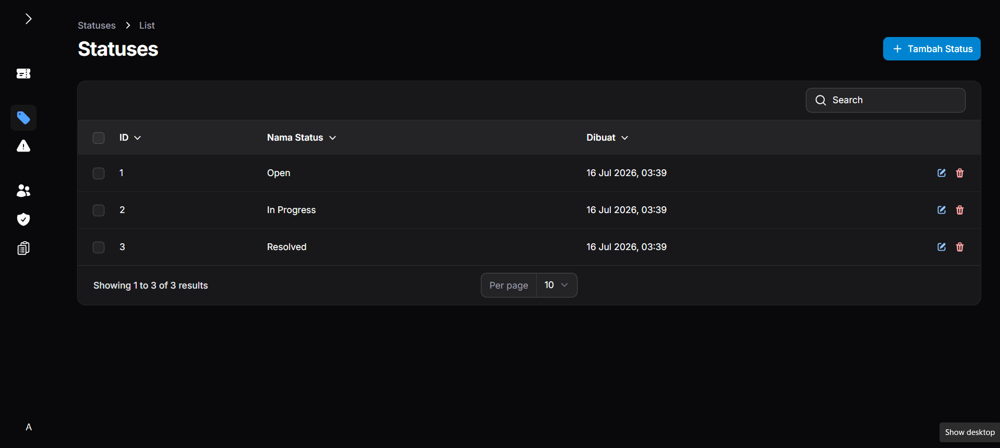 Statuses > List
Statuses
+ Tambah Status
Search
ID Nama Status Dibuat
1 Open 16 Jul 2026, 03:39
2 In Progress 16 Jul 2026, 03:39
3 Resolved 16 Jul 2026, 03:39
Showing 1 to 3 of 3 results Per page 10
A
Show desktop